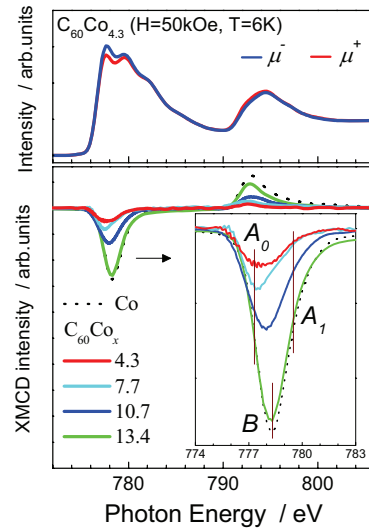 C₆₀Co₄.₃ (H=50kOe, T=6K)
μ⁻ μ⁺
Intensity / arb.units
XMCD intensity / arb.units
A₀
A₁
B
Co
C₆₀Coₓ
4.3
7.7
10.7
13.4
774 777 780 783
780 790 800
Photon Energy / eV